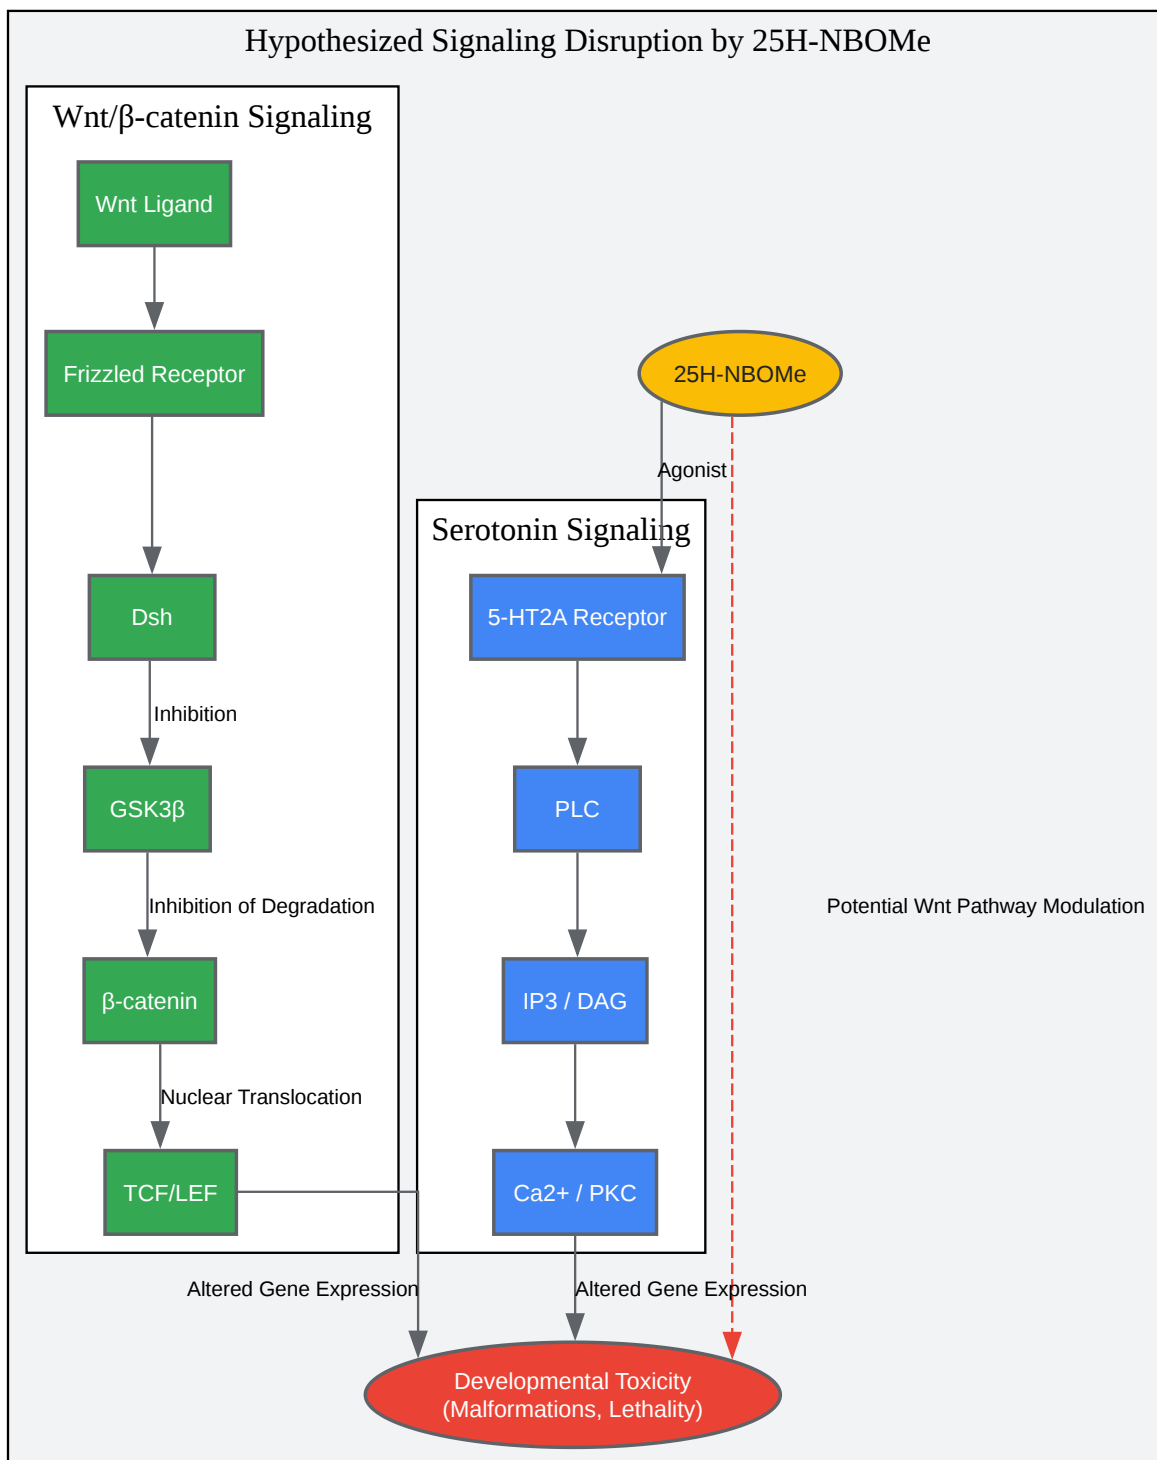 Hypothesized Signaling Disruption by 25H-NBOMe
Wnt/β-catenin Signaling
Wnt Ligand
Frizzled Receptor
Dsh
Inhibition
GSK3β
Inhibition of Degradation
β-catenin
Nuclear Translocation
TCF/LEF
Altered Gene Expression
25H-NBOMe
Agonist
Serotonin Signaling
5-HT2A Receptor
PLC
IP3 / DAG
Ca2+ / PKC
Altered Gene Expression
Potential Wnt Pathway Modulation
Developmental Toxicity
(Malformations, Lethality)